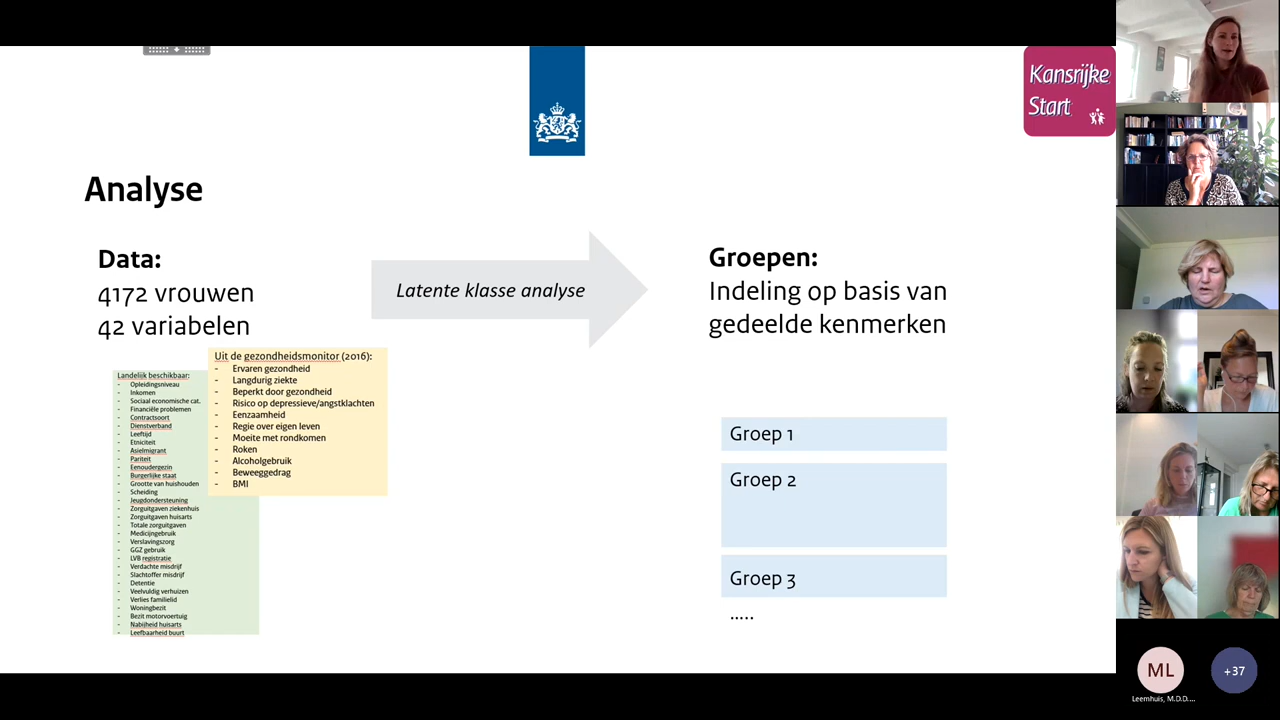 Kansrijke
Start
Analyse
Data:
4172 vrouwen
42 variabelen
Latente klasse analyse
Groepen:
Indeling op basis van
gedeelde kenmerken
Landelijk beschikbaar:
- Opleidingsniveau
- Inkomen
- Sociaal economische cat.
- Financiële problemen
- Contractsoort
- Dienstverband
- Leeftijd
- Etniciteit
- Asielmigrant
- Pariteit
- Eenoudergezin
- Burgerlijke staat
- Grootte van huishouden
- Scheiding
- Jeugdondersteuning
- Zorguitgaven ziekenhuis
- Zorguitgaven huisarts
- Totale zorguitgaven
- Medicijngebruik
- Verslavingszorg
- GGZ gebruik
- LVB registratie
- Verdachte misdrijf
- Slachtoffer misdrijf
- Detentie
- Veelvuldig verhuizen
- Verlies familielid
- Woningbezit
- Bezit motorvoertuig
- Nabijheid huisarts
- Leefbaarheid buurt
Uit de gezondheidsmonitor (2016):
- Ervaren gezondheid
- Langdurig ziekte
- Beperkt door gezondheid
- Risico op depressieve/angstklachten
- Eenzaamheid
- Regie over eigen leven
- Moeite met rondkomen
- Roken
- Alcoholgebruik
- Beweeggedrag
- BMI
Groep 1
Groep 2
Groep 3
.....
ML
Leemhuis, M.D.D....
+37